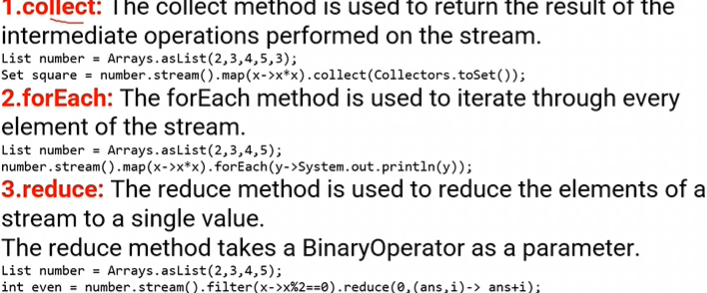 1.collect: The collect method is used to return the result of the
intermediate operations performed on the stream.
List number = Arrays.asList(2,3,4,5,3);
Set square = number.stream().map(x->x*x).collect(Collectors.toSet());
2.forEach: The forEach method is used to iterate through every
element of the stream.
List number = Arrays.asList(2,3,4,5);
number.stream().map(x->x*x).forEach(y->System.out.println(y));
3.reduce: The reduce method is used to reduce the elements of a
stream to a single value.
The reduce method takes a BinaryOperator as a parameter.
List number = Arrays.asList(2,3,4,5);
int even = number.stream().filter(x->x%2==0).reduce(0,(ans,i)-> ans+i);